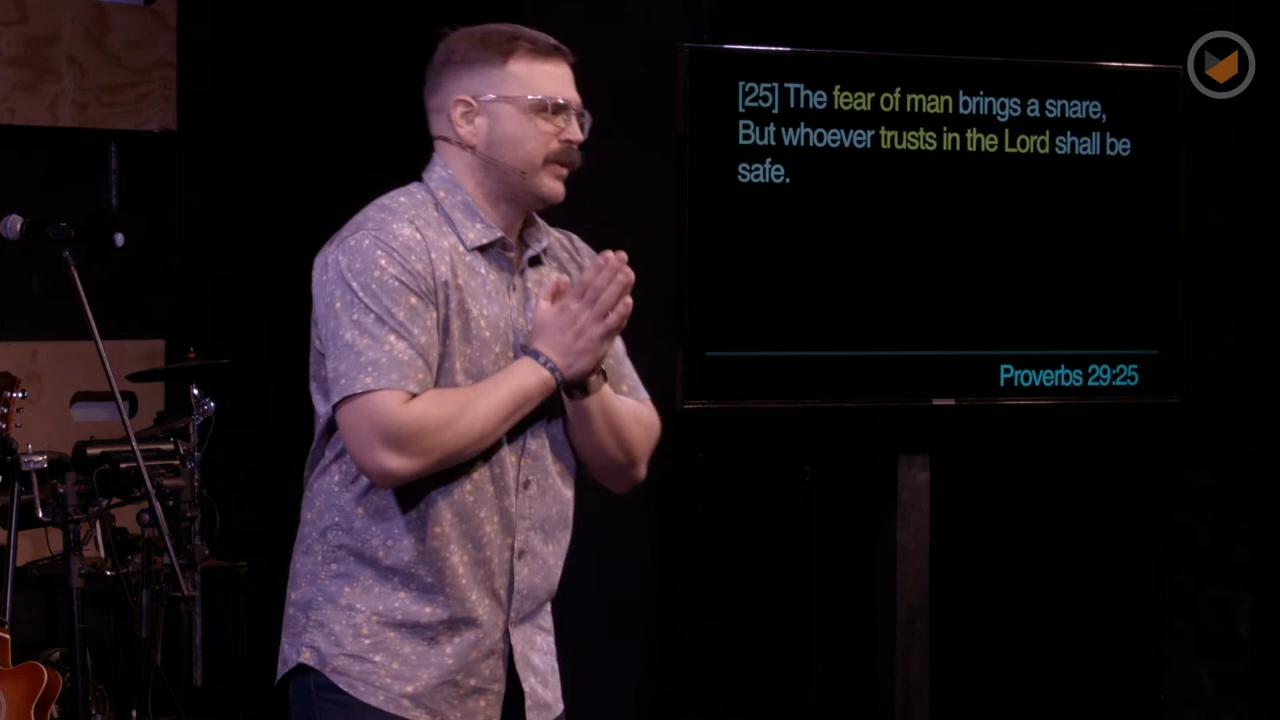 [25] The fear of man brings a snare,
But whoever trusts in the Lord shall be
safe.
Proverbs 29:25